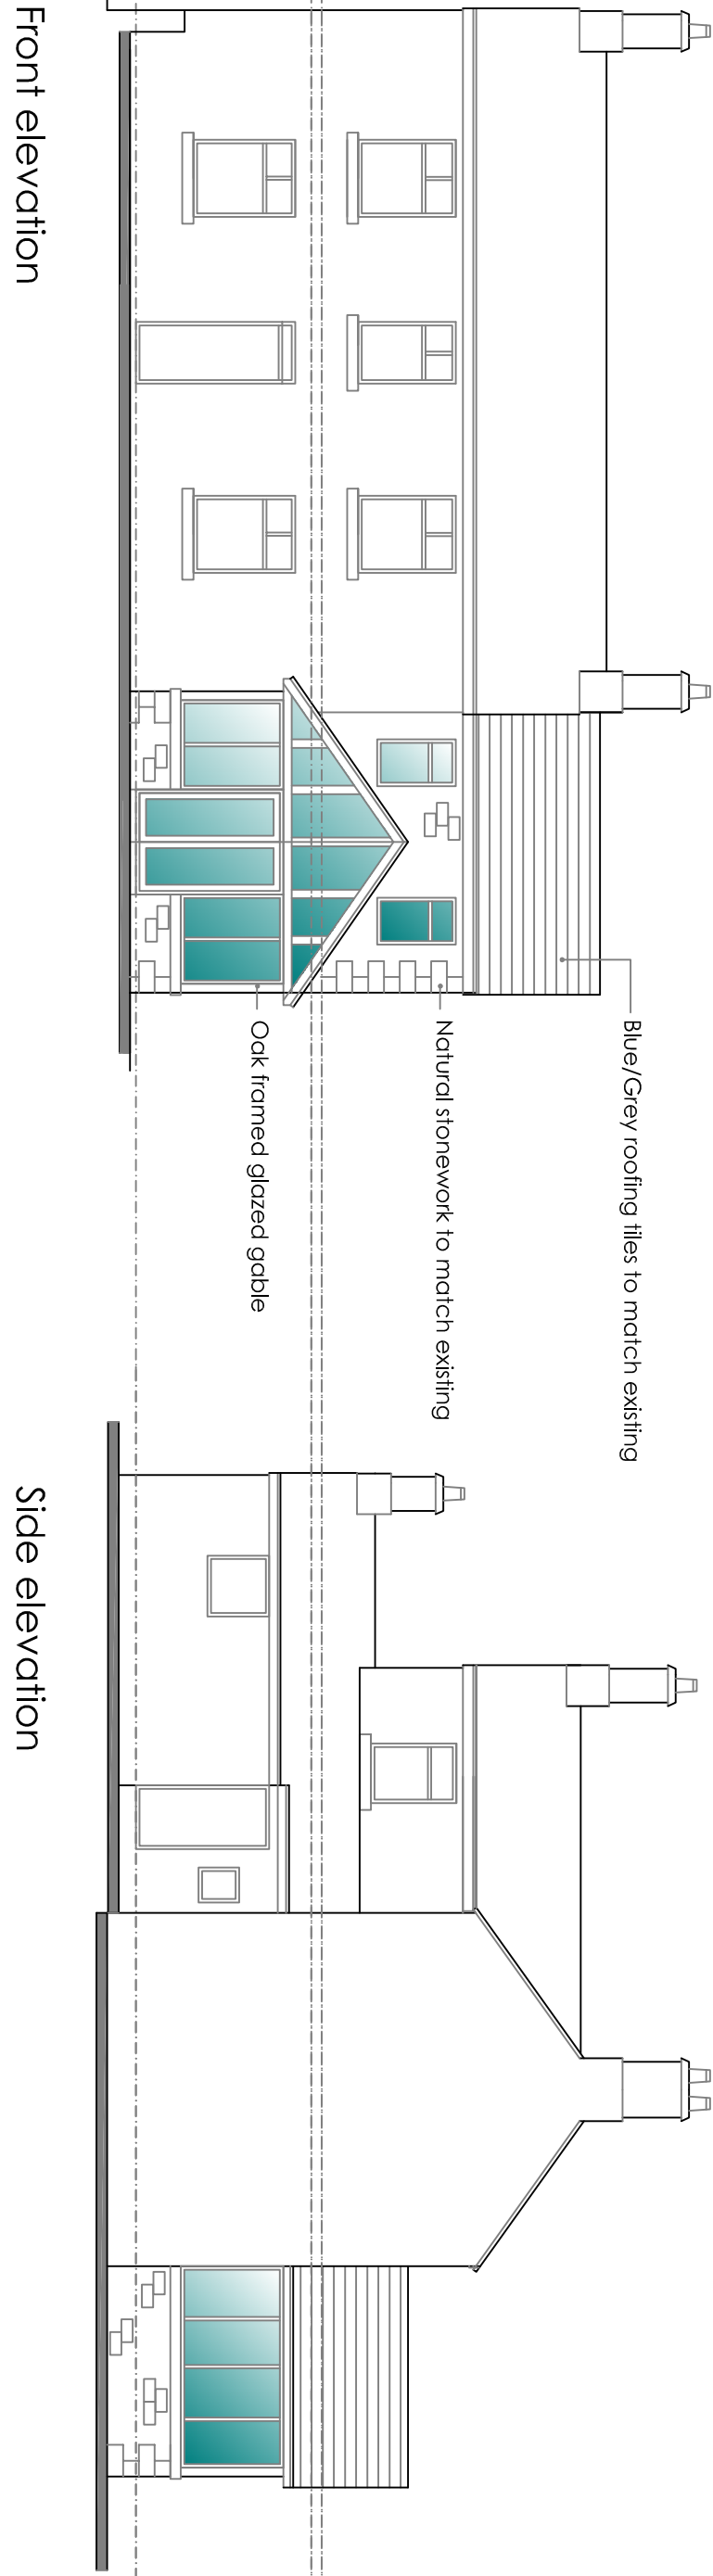 Blue/Grey roofing tiles to match existing
Natural stonework to match existing
Oak framed glazed gable
Front elevation
Side elevation